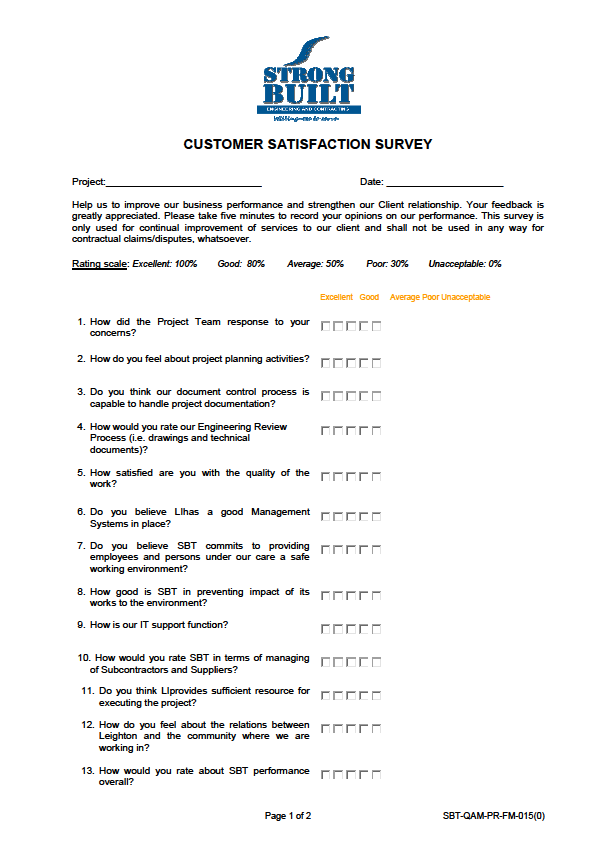 STRONG
BUILT
ENGINEERING AND CONTRACTING
Willingness to serve
CUSTOMER SATISFACTION SURVEY
Project:____________________________ Date: _____________________
Help us to improve our business performance and strengthen our Client relationship. Your feedback is
greatly appreciated. Please take five minutes to record your opinions on our performance. This survey is
only used for continual improvement of services to our client and shall not be used in any way for
contractual claims/disputes, whatsoever.
Rating scale: Excellent: 100% Good: 80% Average: 50% Poor: 30% Unacceptable: 0%
Excellent Good Average Poor Unacceptable
1. How did the Project Team response to your
concerns?
2. How do you feel about project planning activities?
3. Do you think our document control process is
capable to handle project documentation?
4. How would you rate our Engineering Review
Process (i.e. drawings and technical
documents)?
5. How satisfied are you with the quality of the
work?
6. Do you believe LIhas a good Management
Systems in place?
7. Do you believe SBT commits to providing
employees and persons under our care a safe
working environment?
8. How good is SBT in preventing impact of its
works to the environment?
9. How is our IT support function?
10. How would you rate SBT in terms of managing
of Subcontractors and Suppliers?
11. Do you think LIprovides sufficient resource for
executing the project?
12. How do you feel about the relations between
Leighton and the community where we are
working in?
13. How would you rate about SBT performance
overall?
Page 1 of 2 SBT-QAM-PR-FM-015(0)